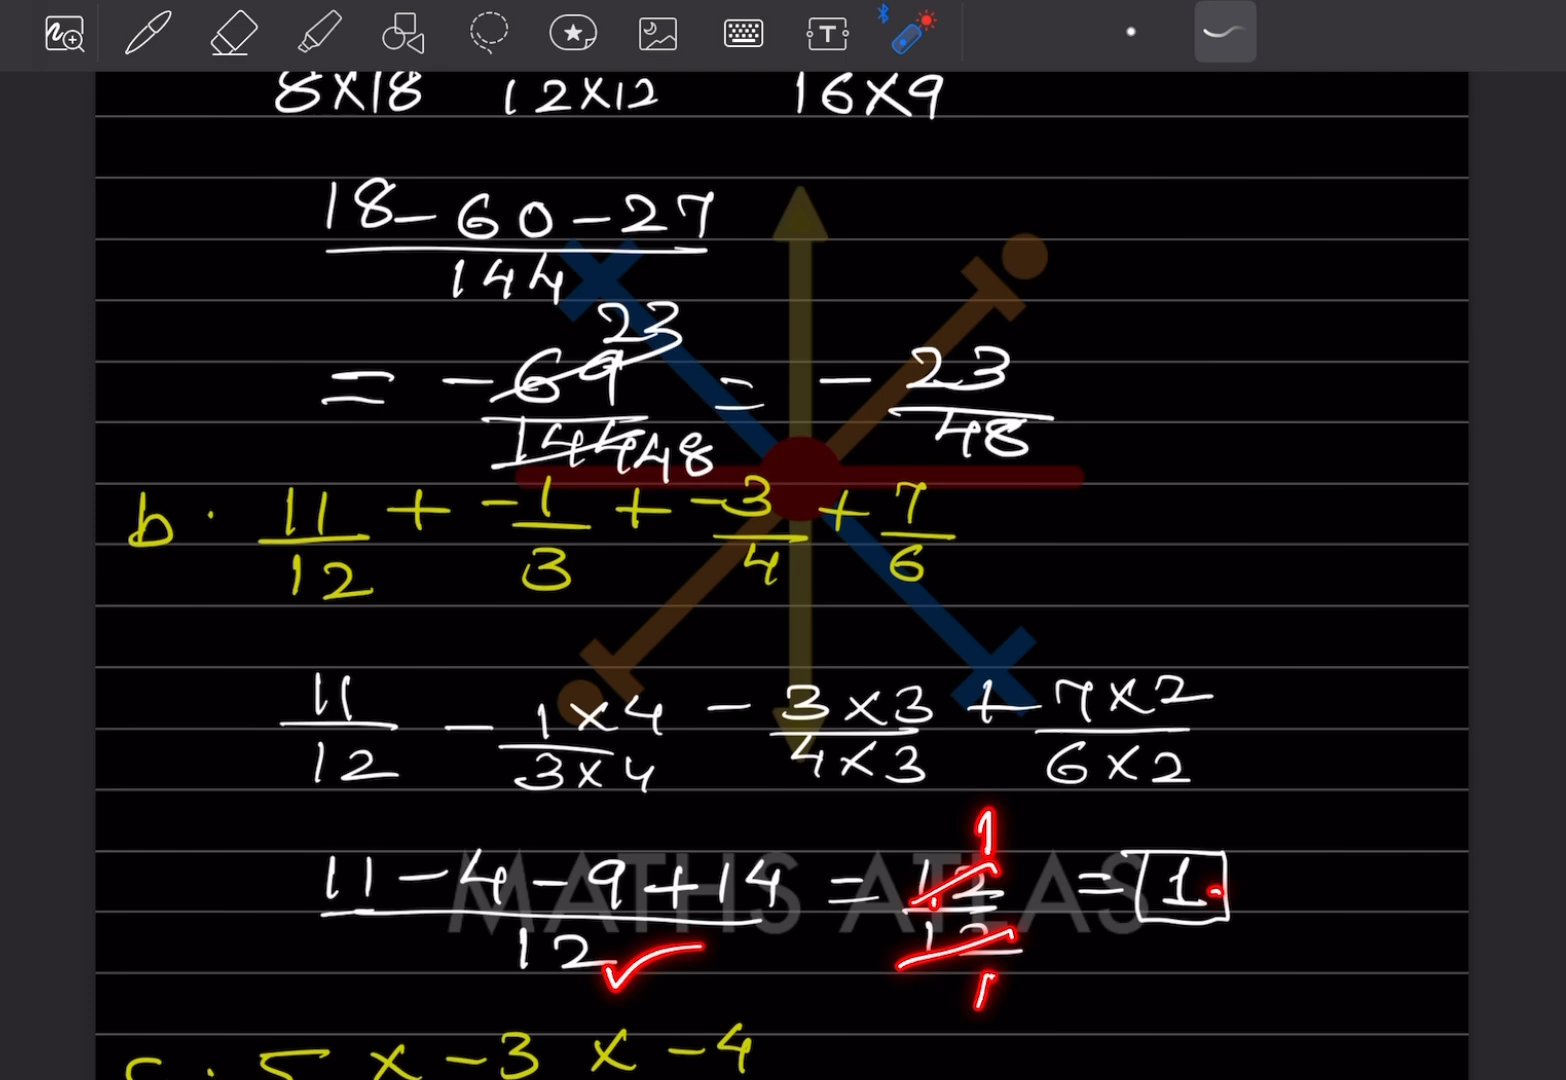 8×18 12×12 16×9
18 - 60 - 27
144
23
= - 69 = - 23
144 48 48
b. 11 + -1 + -3 + 7
12 3 4 6
11 - 1×4 - 3×3 + 7×2
12 3×4 4×3 6×2
1
11 - 4 - 9 + 14 = 12 = 1.
12 12
1
MATHS ATLAS
c. 5 × -3 × -4